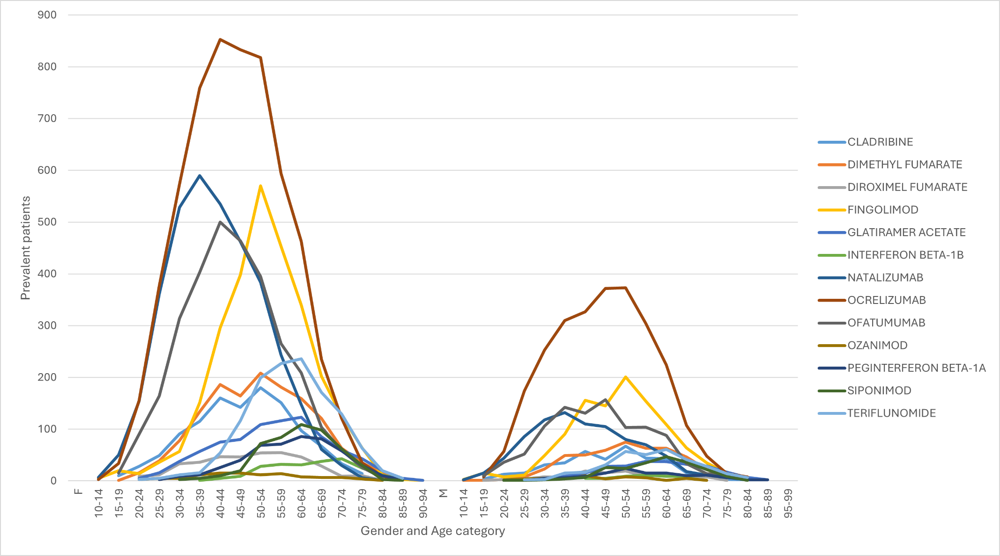 900
800
700
600
500
400
300
200
100
0
Prevalent patients
F
10-14
15-19
20-24
25-29
30-34
35-39
40-44
45-49
50-54
55-59
60-64
65-69
70-74
75-79
80-84
85-89
90-94
M
10-14
15-19
20-24
25-29
30-34
35-39
40-44
45-49
50-54
55-59
60-64
65-69
70-74
75-79
80-84
85-89
95-99
Gender and Age category
CLADRIBINE
DIMETHYL FUMARATE
DIROXIMEL FUMARATE
FINGOLIMOD
GLATIRAMER ACETATE
INTERFERON BETA-1B
NATALIZUMAB
OCRELIZUMAB
OFATUMUMAB
OZANIMOD
PEGINTERFERON BETA-1A
SIPONIMOD
TERIFLUNOMIDE